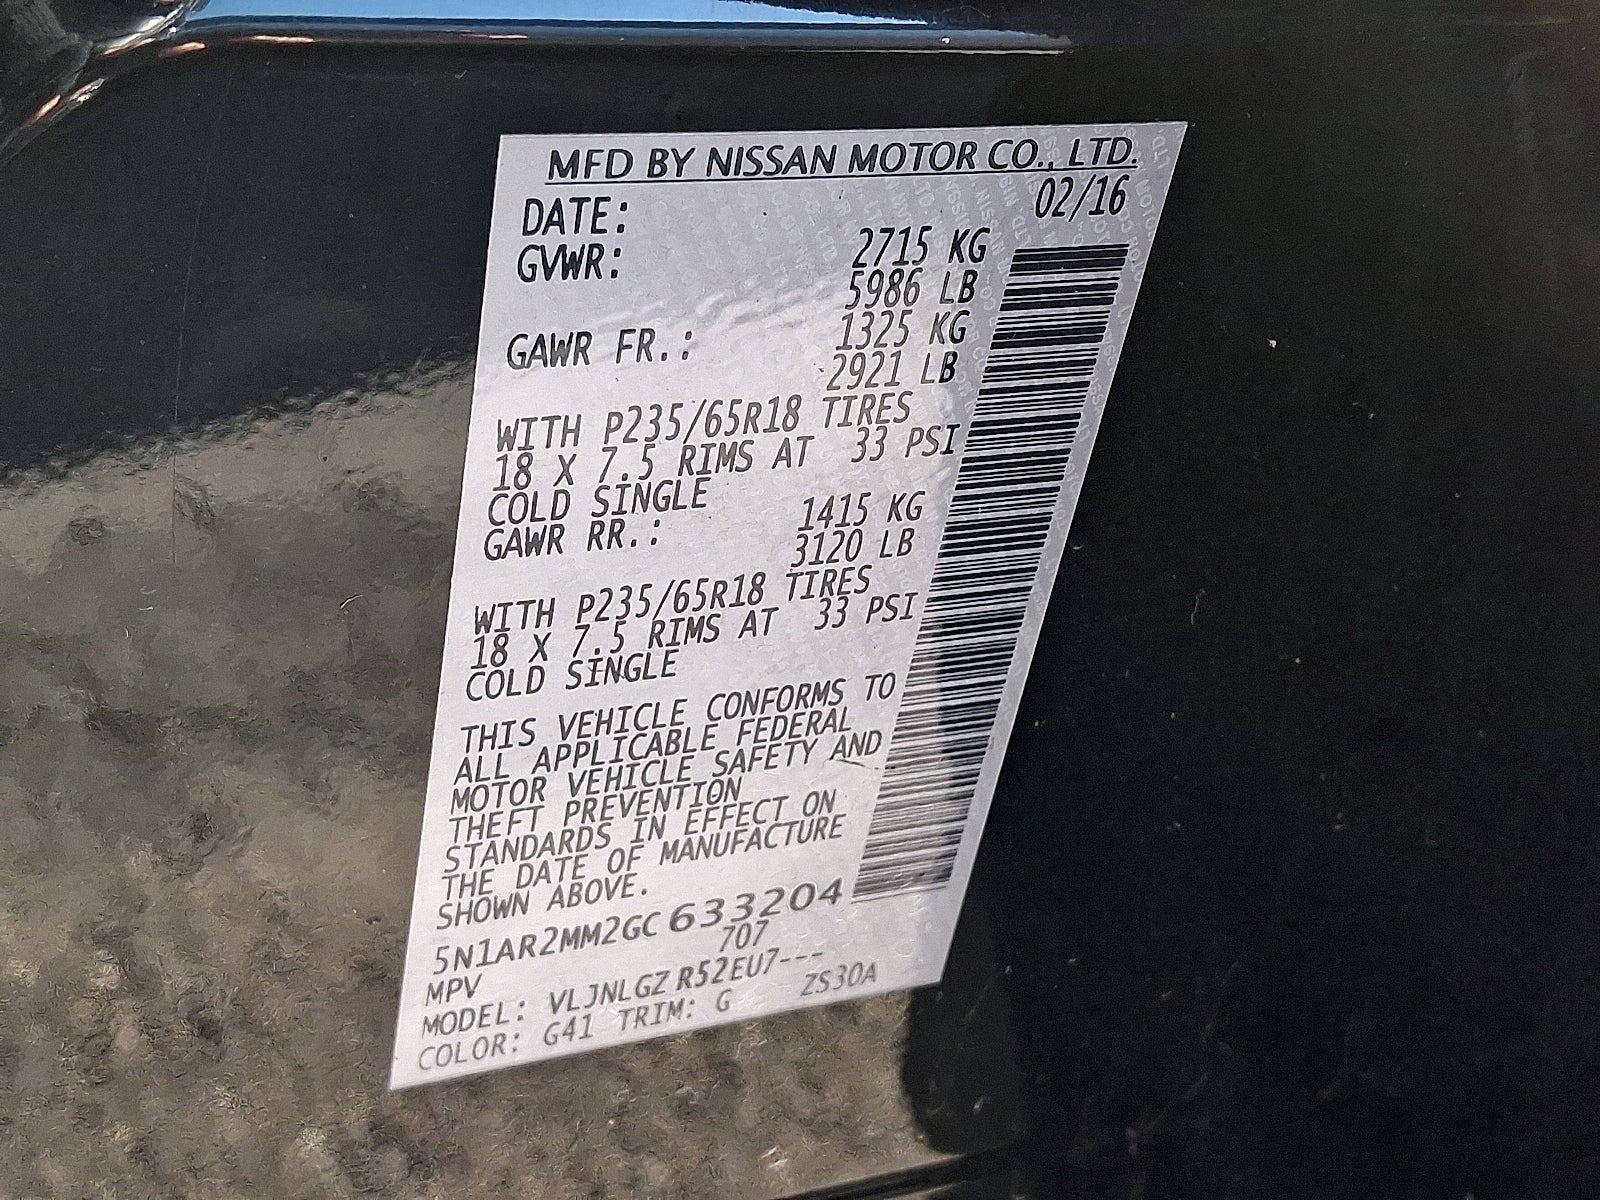 MFD BY NISSAN MOTOR CO., LTD.
DATE: 02/16
GVWR: 2715 KG
5986 LB
GAWR FR.: 1325 KG
2921 LB
WITH P235/65R18 TIRES
18 X 7.5 RIMS AT 33 PSI
COLD SINGLE
GAWR RR.: 1415 KG
3120 LB
WITH P235/65R18 TIRES
18 X 7.5 RIMS AT 33 PSI
COLD SINGLE
THIS VEHICLE CONFORMS TO
ALL APPLICABLE FEDERAL
MOTOR VEHICLE SAFETY AND
THEFT PREVENTION
STANDARDS IN EFFECT ON
THE DATE OF MANUFACTURE
SHOWN ABOVE.
5N1AR2MM2GC633204
MPV 707
MODEL: VLJNLGZ R52EU7---
COLOR: G41 TRIM: G ZS30A